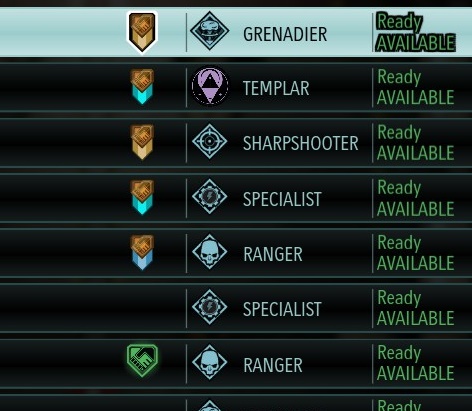 GRENADIER
Ready
AVAILABLE
TEMPLAR
Ready
AVAILABLE
SHARPSHOOTER
Ready
AVAILABLE
SPECIALIST
Ready
AVAILABLE
RANGER
Ready
AVAILABLE
SPECIALIST
Ready
AVAILABLE
RANGER
Ready
AVAILABLE
Ready